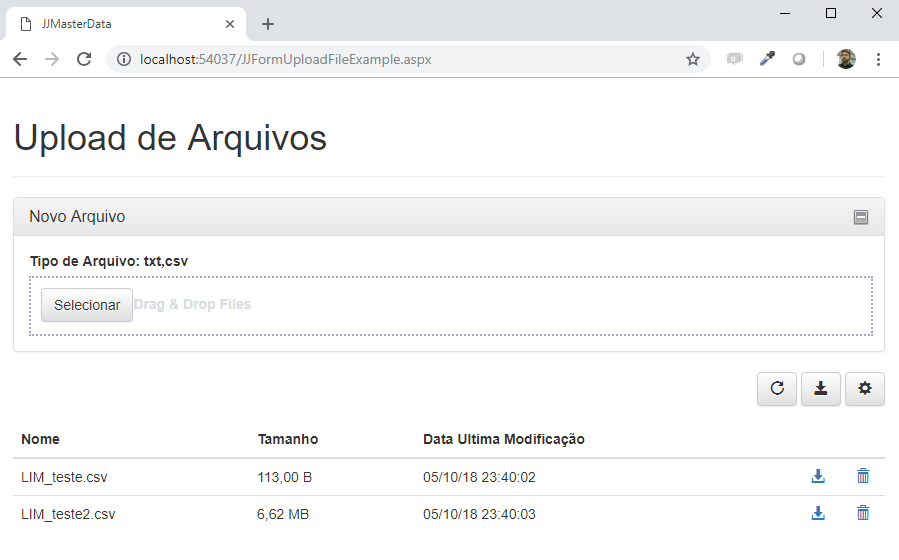 JJMasterData
localhost:54037/JJFormUploadFileExample.aspx
Upload de Arquivos
Novo Arquivo
Tipo de Arquivo: txt,csv
Selecionar Drag & Drop Files
Nome Tamanho Data Ultima Modificação
LIM_teste.csv 113,00 B 05/10/18 23:40:02
LIM_teste2.csv 6,62 MB 05/10/18 23:40:03